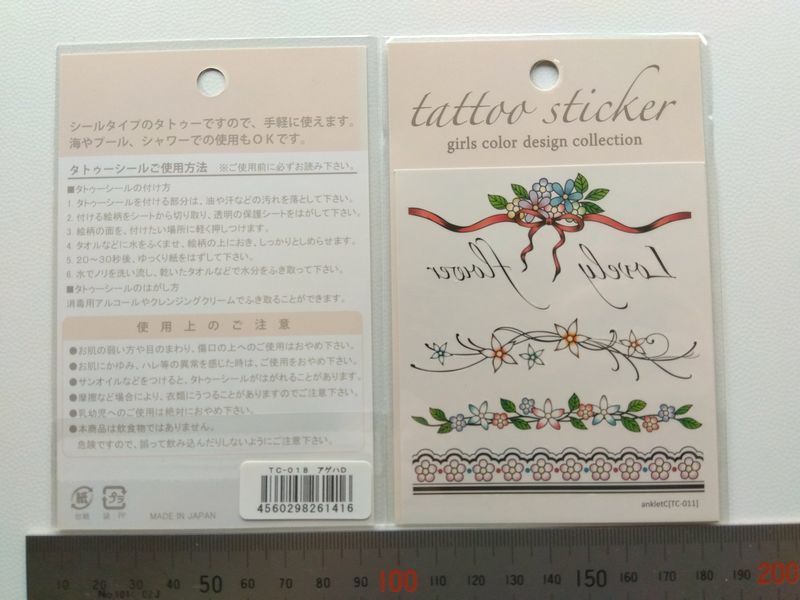 シールタイプのタトゥーですので、手軽に使えます。
海やプール、シャワーでの使用もＯＫです。
タトゥーシールご使用方法 ※ご使用前に必ずお読み下さい。
■タトゥーシールの付け方
1. タトゥーシールを付ける部分は、油や汗などの汚れを落として下さい。
2. 付ける絵柄をシートから切り取り、透明の保護シートをはがして下さい。
3. 絵柄の面を、付けたい場所に軽く押しつけます。
4. タオルなどに水をふくませ、絵柄の上におき、しっかりとしめらせます。
5. 20～30秒後、ゆっくり紙をはずして下さい。
6. 水でノリを洗い流し、乾いたタオルなどで水分をふき取って下さい。
■タトゥーシールのはがし方
消毒用アルコールやクレンジングクリームでふき取ることができます。
使用上のご注意
●お肌の弱い方や目のまわり、傷口の上へのご使用はおやめ下さい。
●お肌にかゆみ、ハレ等の異常を感じた時は、ご使用をおやめ下さい。
●サンオイルなどをつけると、タトゥーシールがはがれることがあります。
●摩擦など場合により、衣類にうつることがありますのでご注意下さい。
●乳幼児へのご使用は絶対におやめ下さい。
●本商品は飲食物ではありません。
危険ですので、誤って飲み込んだりしないようにご注意下さい。
TC-018 アゲハD
4560298261416
紙
台紙
プラ
袋 PP
MADE IN JAPAN
tattoo sticker
girls color design collection
Lovely flower
ankletC[TC-011]
10 20 30 40 50 60 70 80 90 100 110 120 130 140 150 160 170 180 190 200